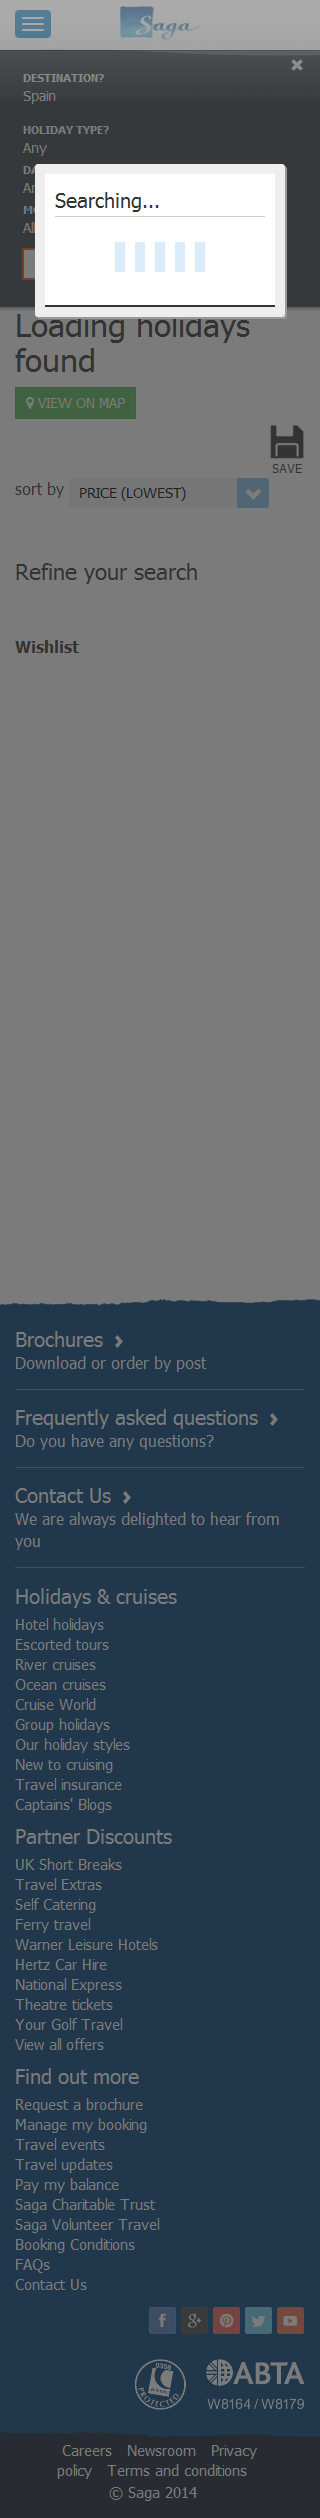 Saga
DESTINATION?
Spain
HOLIDAY TYPE?
Any
Searching...
Loading holidays
found
VIEW ON MAP
SAVE
sort by PRICE (LOWEST)
Refine your search
Wishlist
Brochures
Download or order by post
Frequently asked questions
Do you have any questions?
Contact Us
We are always delighted to hear from
you
Holidays & cruises
Hotel holidays
Escorted tours
River cruises
Ocean cruises
Cruise World
Group holidays
Our holiday styles
New to cruising
Travel insurance
Captains' Blogs
Partner Discounts
UK Short Breaks
Travel Extras
Self Catering
Ferry travel
Warner Leisure Hotels
Hertz Car Hire
National Express
Theatre tickets
Your Golf Travel
View all offers
Find out more
Request a brochure
Manage my booking
Travel events
Travel updates
Pay my balance
Saga Charitable Trust
Saga Volunteer Travel
Booking Conditions
FAQs
Contact Us
PROTECTED
ABTA
W8164 / W8179
Careers Newsroom Privacy
policy Terms and conditions
© Saga 2014